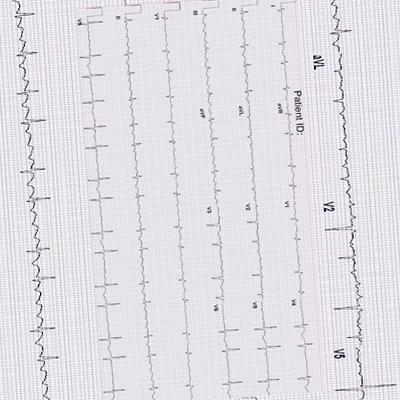 aVL V2 V5
Patient ID:
I aVR V1 V4
II aVL V2 V5
III aVF V3 V6
V1
II
V5